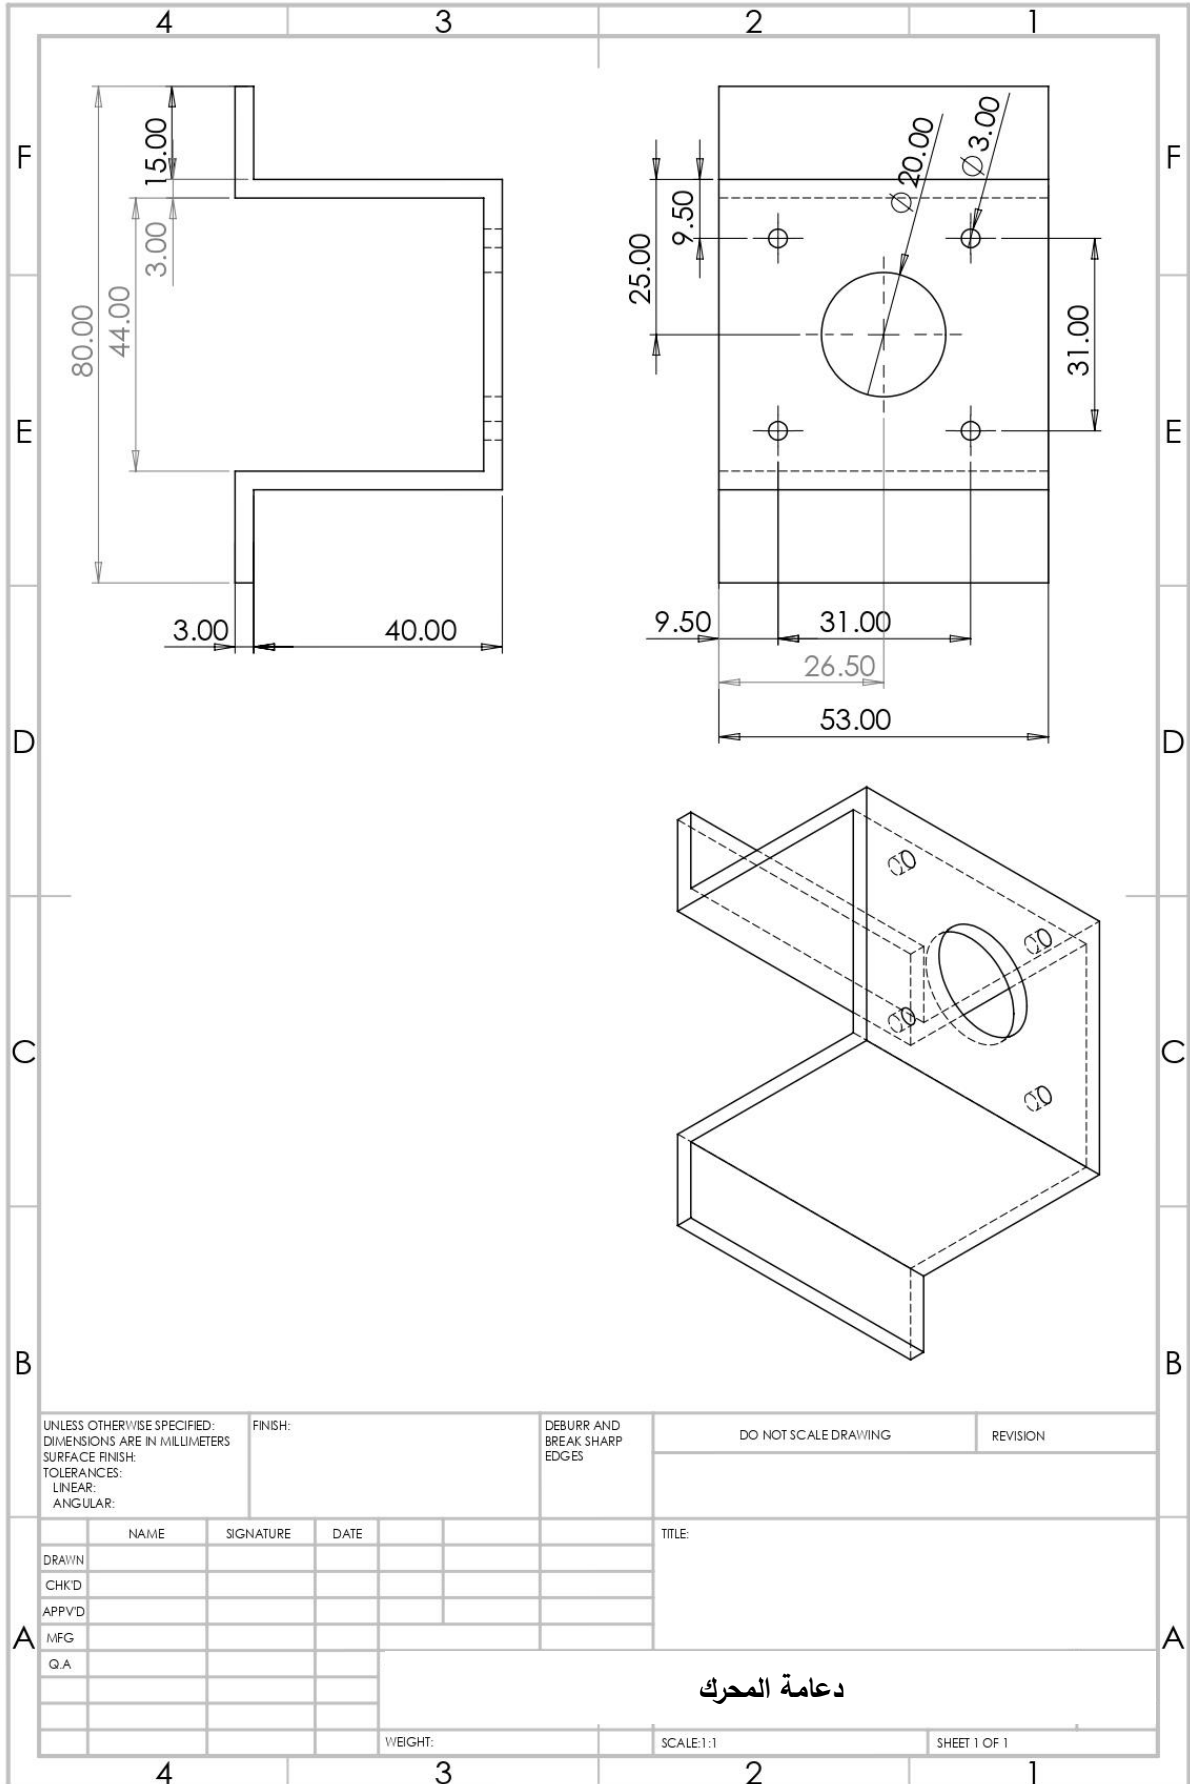 4 3 2 1
F F
E E
D D
C C
B B
A A
15.00
3.00
44.00
80.00
3.00
40.00
∅ 20.00
∅ 3.00
9.50
25.00
31.00
9.50
31.00
26.50
53.00
UNLESS OTHERWISE SPECIFIED:
DIMENSIONS ARE IN MILLIMETERS
SURFACE FINISH:
TOLERANCES:
LINEAR:
ANGULAR:
FINISH:
DEBURR AND
BREAK SHARP
EDGES
DO NOT SCALE DRAWING
REVISION
NAME SIGNATURE DATE
TITLE:
DRAWN
CHK'D
APPV'D
MFG
Q.A
دعامة المحرك
WEIGHT:
SCALE:1:1
SHEET 1 OF 1
4 3 2 1